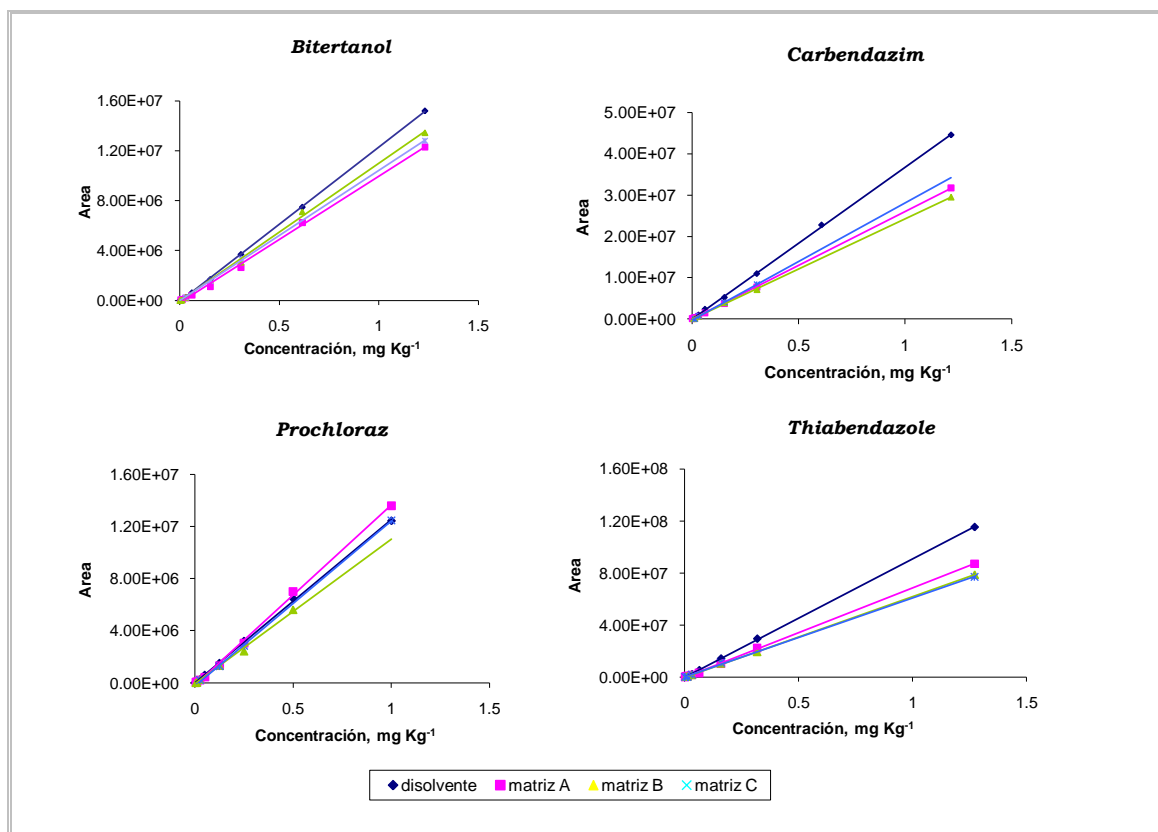 Bitertanol
1.60E+07
1.20E+07
8.00E+06
4.00E+06
0.00E+00
Area
0 0.5 1 1.5
Concentración, mg Kg-1
Carbendazim
5.00E+07
4.00E+07
3.00E+07
2.00E+07
1.00E+07
0.00E+00
Area
0 0.5 1 1.5
Concentración, mg Kg-1
Prochloraz
1.60E+07
1.20E+07
8.00E+06
4.00E+06
0.00E+00
Area
0 0.5 1 1.5
Concentración, mg Kg-1
Thiabendazole
1.60E+08
1.20E+08
8.00E+07
4.00E+07
0.00E+00
Area
0 0.5 1 1.5
Concentración, mg Kg-1
disolvente matriz A matriz B matriz C